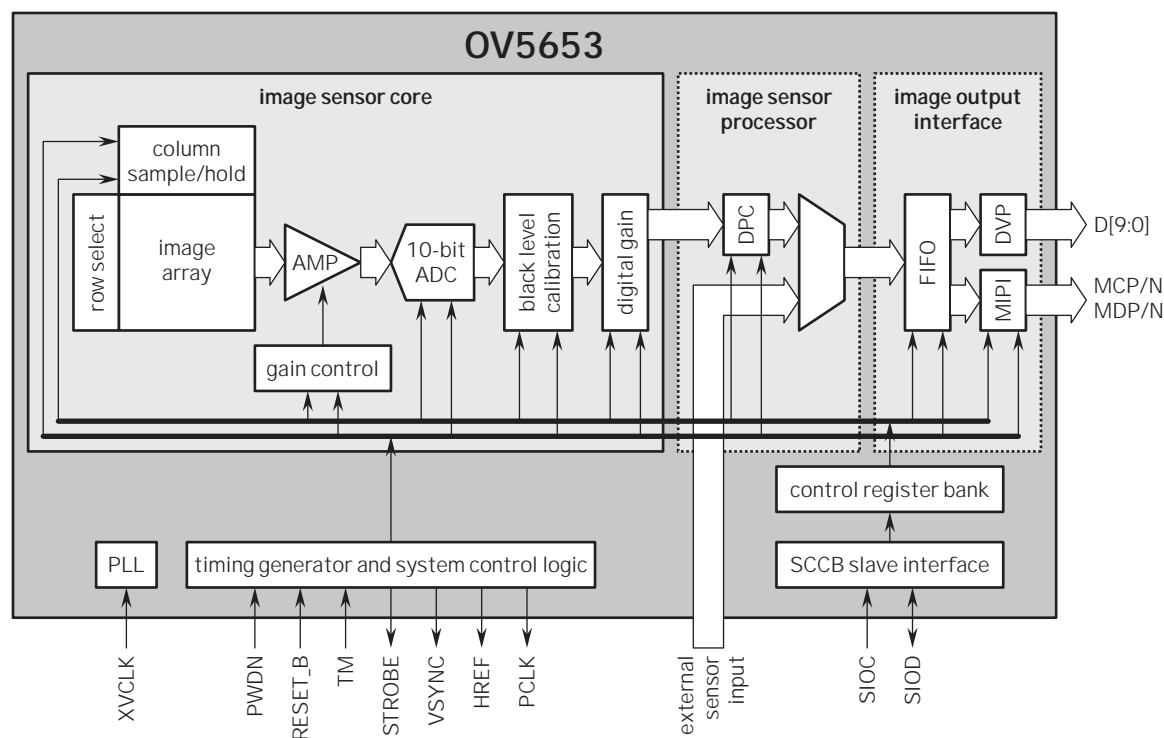 OV5653
image sensor core
image sensor
processor
image output
interface
column
sample/hold
row select
image
array
AMP
10-bit
ADC
black level
calibration
digital gain
DPC
FIFO
DVP
MIPI
D[9:0]
MCP/N
MDP/N
gain control
control register bank
PLL
timing generator and system control logic
SCCB slave interface
XVCLK
PWDN
RESET_B
TM
STROBE
VSYNC
HREF
PCLK
external
sensor
input
SIOC
SIOD